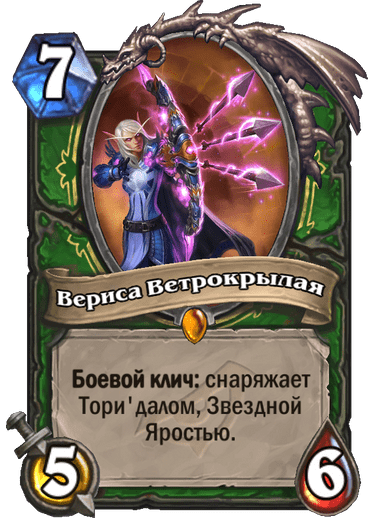 7
Вериса Ветрокрылая
Боевой клич: снаряжает
Тори'далом, Звездной
Яростью.
5
6